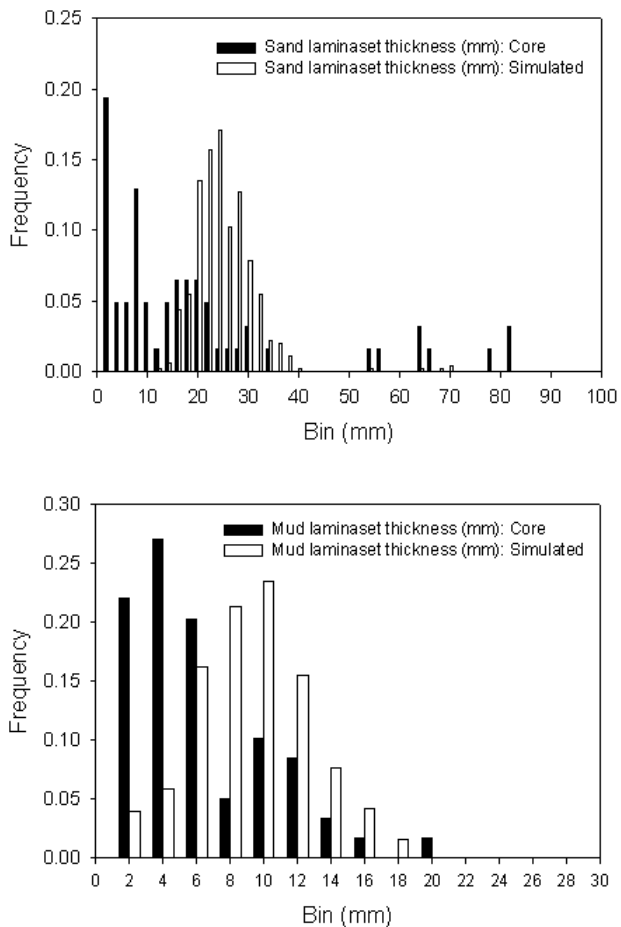 0.25
Sand laminaset thickness (mm): Core
Sand laminaset thickness (mm): Simulated
0.20
0.15
Frequency
0.10
0.05
0.00
0 10 20 30 40 50 60 70 80 90 100
Bin (mm)
0.30
Mud laminaset thickness (mm): Core
Mud laminaset thickness (mm): Simulated
0.25
0.20
Frequency
0.15
0.10
0.05
0.00
0 2 4 6 8 10 12 14 16 18 20 22 24 26 28 30
Bin (mm)